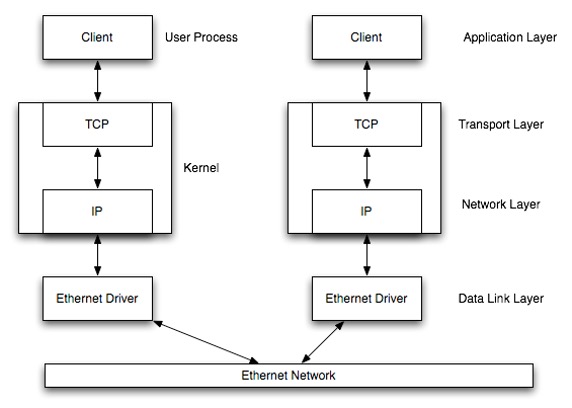 Client
User Process
Client
Application Layer
TCP
TCP
Transport Layer
Kernel
IP
IP
Network Layer
Ethernet Driver
Ethernet Driver
Data Link Layer
Ethernet Network